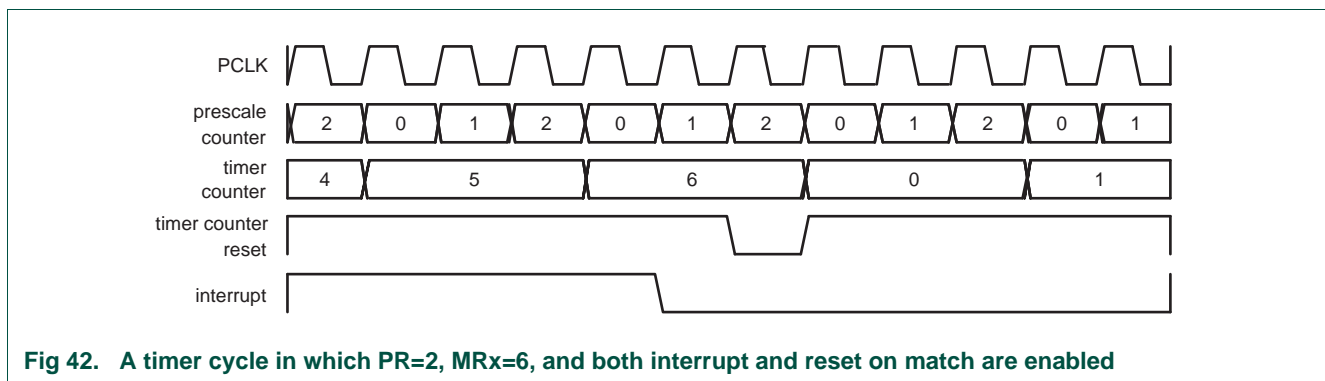 PCLK
prescale
counter
2 0 1 2 0 1 2 0 1 2 0 1
timer
counter
4 5 6 0 1
timer counter
reset
interrupt
Fig 42. A timer cycle in which PR=2, MRx=6, and both interrupt and reset on match are enabled